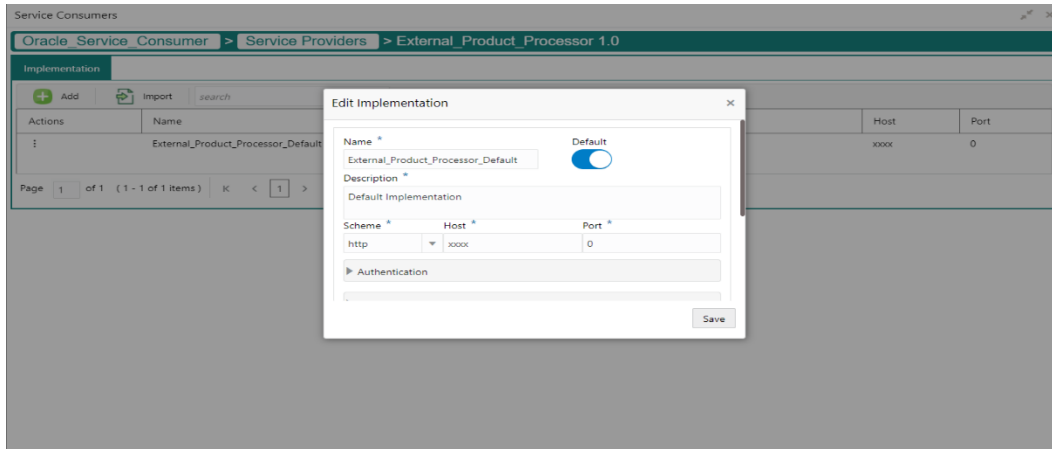 Service Consumers
Oracle_Service_Consumer > Service Providers > External_Product_Processor 1.0
Implementation
Add Import search
Actions Name Host Port
External_Product_Processor_Default xxxx 0
Page 1 of 1 (1 - 1 of 1 items) K < 1 >
Edit Implementation ×
Name * Default
External_Product_Processor_Default
Description *
Default Implementation
Scheme * Host * Port *
http xxxx 0
Authentication
Save